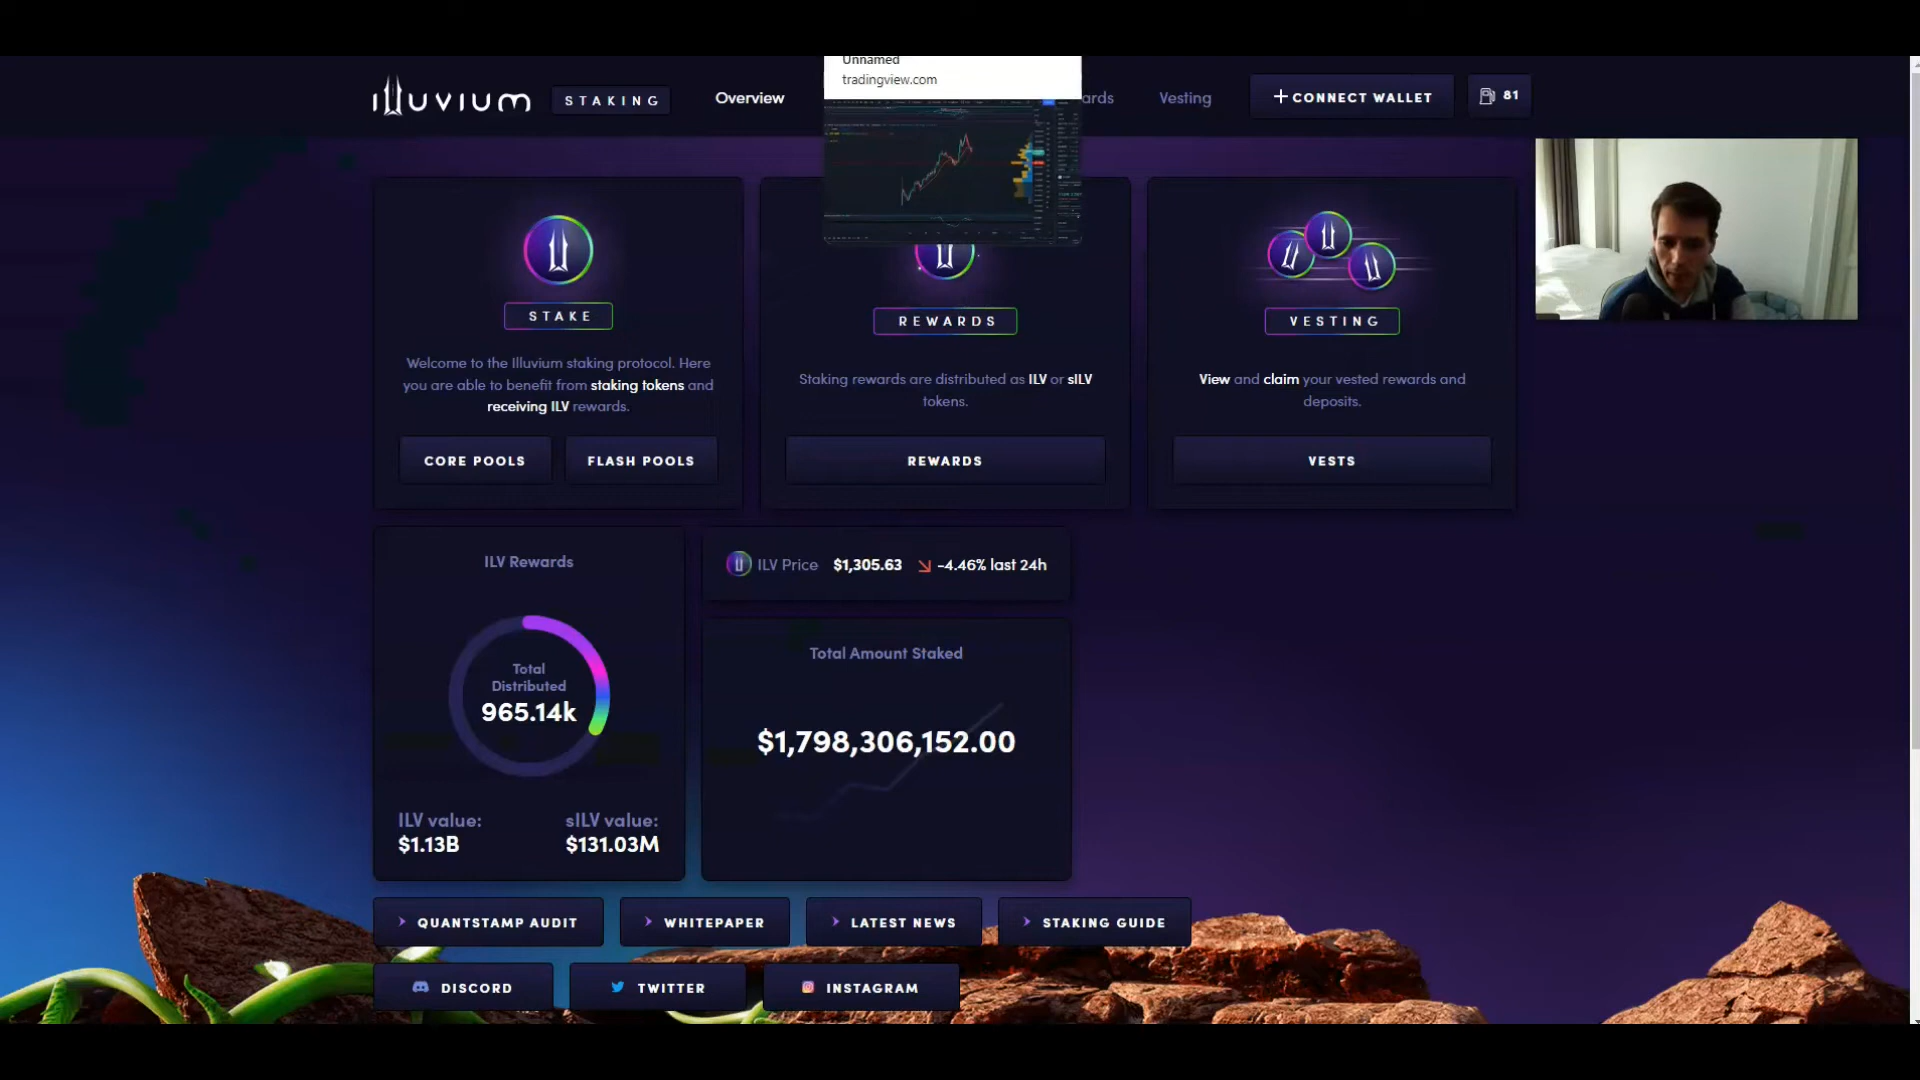 Unnamed
tradingview.com
ILLUVIUM
STAKING
Overview
ards
Vesting
CONNECT WALLET
81
STAKE
Welcome to the Illuvium staking protocol. Here
you are able to benefit from staking tokens and
receiving ILV rewards.
CORE POOLS
FLASH POOLS
REWARDS
Staking rewards are distributed as ILV or sILV
tokens.
REWARDS
VESTING
View and claim your vested rewards and
deposits.
VESTS
ILV Rewards
Total
Distributed
965.14k
ILV value:
$1.13B
sILV value:
$131.03M
ILV Price $1,305.63 -4.46% last 24h
Total Amount Staked
$1,798,306,152.00
QUANTSTAMP AUDIT
WHITEPAPER
LATEST NEWS
STAKING GUIDE
DISCORD
TWITTER
INSTAGRAM